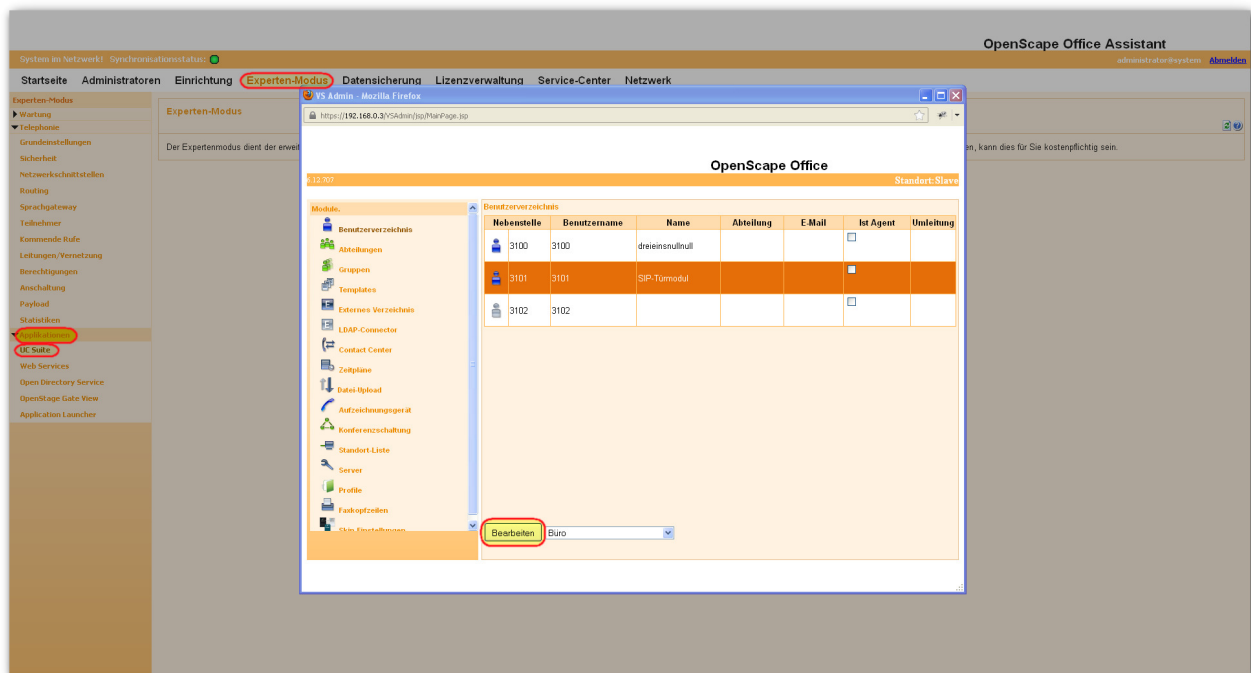 OpenScape Office Assistant
System im Netzwerk! Synchronisationsstatus:
administrator@system Abmelden
Startseite Administratoren Einrichtung Experten-Modus Datensicherung Lizenzverwaltung Service-Center Netzwerk
Experten-Modus
Wartung
Telephonie
Grundeinstellungen
Sicherheit
Netzwerkschnittstellen
Routing
Sprachgateway
Teilnehmer
Kommende Rufe
Leitungen/Vernetzung
Berechtigungen
Anschaltung
Payload
Statistiken
Applikationen
UC Suite
Web Services
Open Directory Service
OpenStage Gate View
Application Launcher
Experten-Modus
Der Expertenmodus dient der erweit
en, kann dies für Sie kostenpflichtig sein.
VS Admin - Mozilla Firefox
https://192.168.0.3/VSAdmin/jsp/MainPage.jsp
OpenScape Office
Standort:Slave
Module.
Benutzerverzeichnis
Abteilungen
Gruppen
Templates
Externes Verzeichnis
LDAP-Connector
Contact Center
Zeitpläne
Datei-Upload
Aufzeichnungsgerät
Konferenzschaltung
Standort-Liste
Server
Profile
Faxkopfzeilen
Skin Einstellungen
Benutzerverzeichnis
Nebenstelle Benutzername Name Abteilung E-Mail Ist Agent Umleitung
3100 3100 dreieinsnullnull
3101 3101 SIP-Türmodul
3102 3102
Bearbeiten Büro